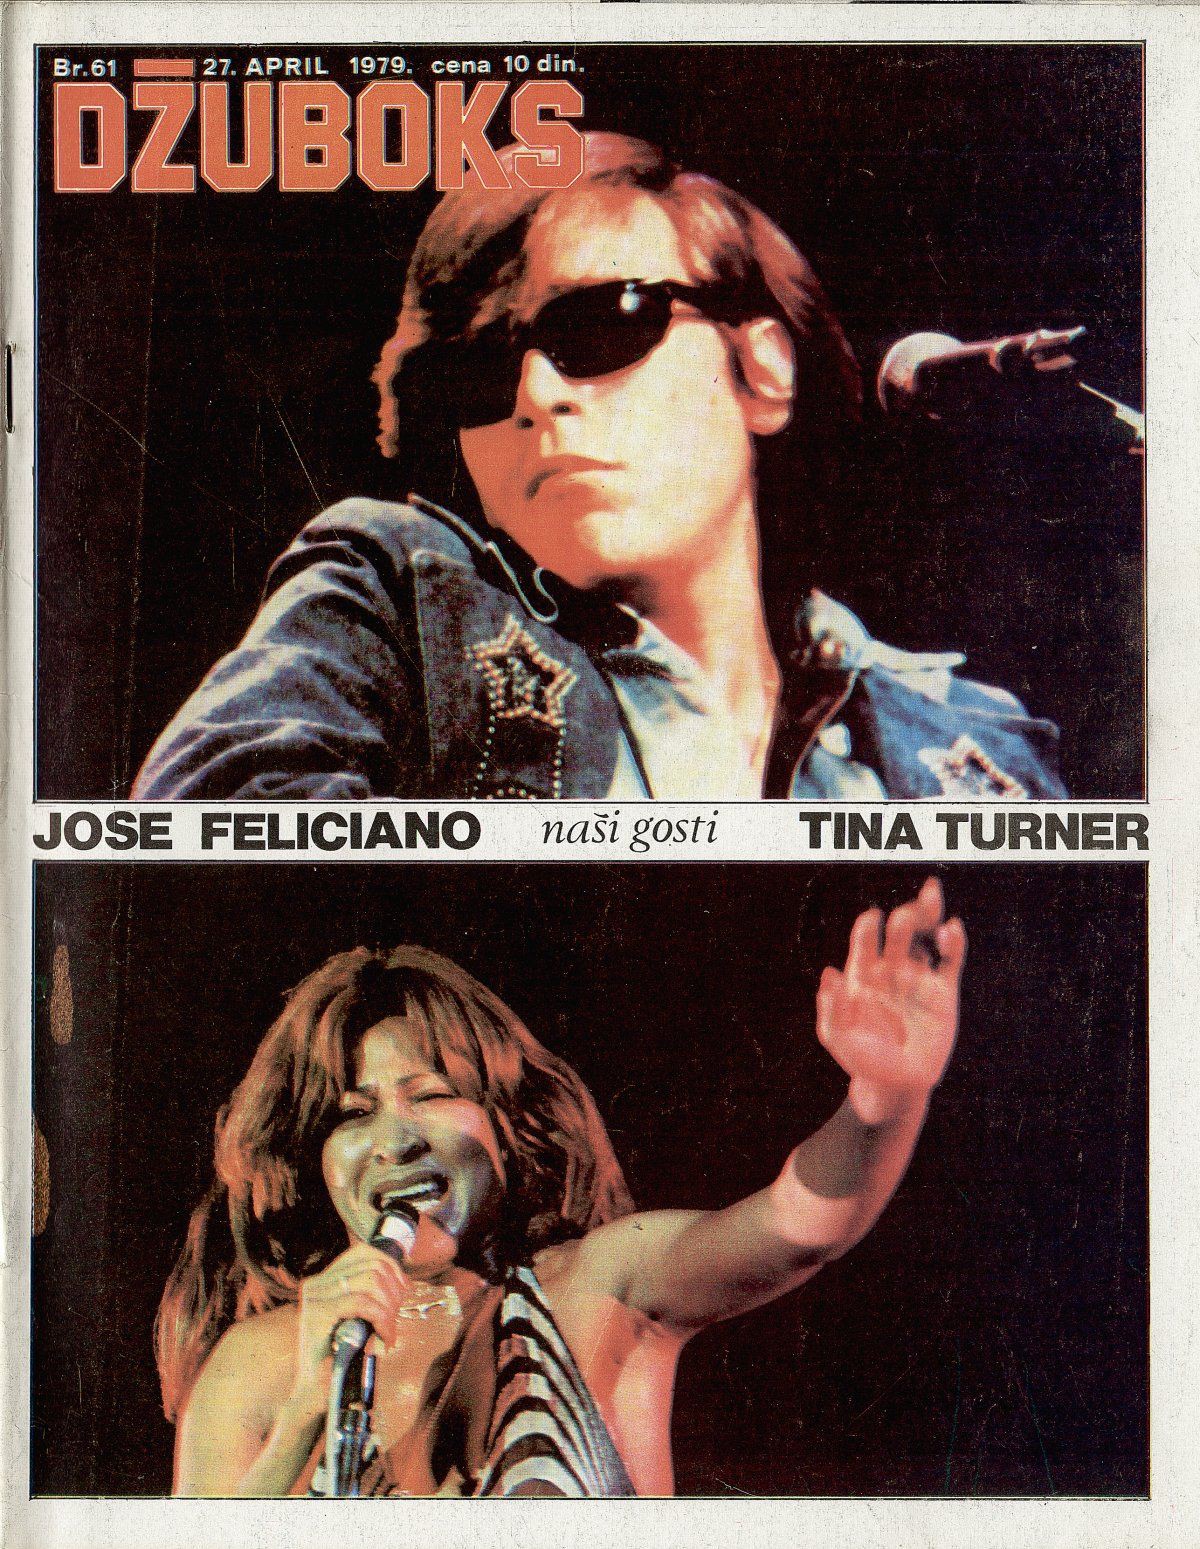 Br.61 27. APRIL 1979. cena 10 din.
DŽUBOKS
JOSE FELICIANO naši gosti TINA TURNER